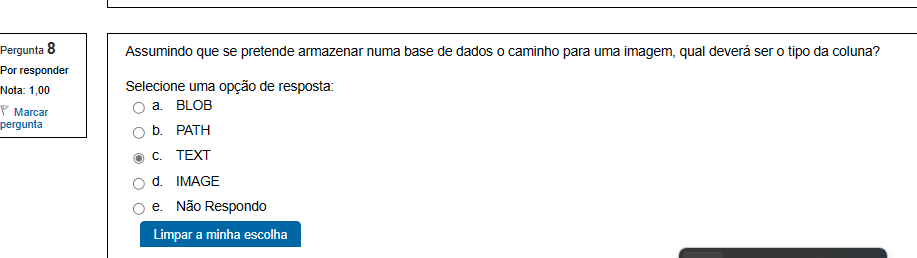 Pergunta 8
Por responder
Nota: 1,00
Marcar
pergunta
Assumindo que se pretende armazenar numa base de dados o caminho para uma imagem, qual deverá ser o tipo da coluna?
Selecione uma opção de resposta:
a. BLOB
b. PATH
c. TEXT
d. IMAGE
e. Não Respondo
Limpar a minha escolha